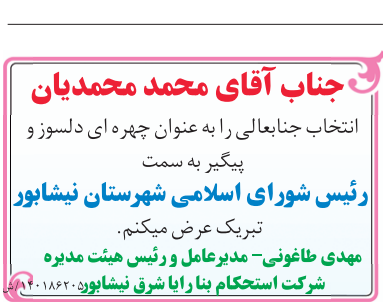 جناب آقای محمد محمدیان
انتخاب جنابعالی را به عنوان چهره ای دلسوز و
پیگیر به سمت
رئیس شورای اسلامی شهرستان نیشابور
تبریک عرض میکنم.
مهدی طاغونی- مدیرعامل و رئیس هیئت مدیره
شرکت استحکام بنا رایا شرق نیشابور
۱۴۰۱۸۶۲۰۵/ش